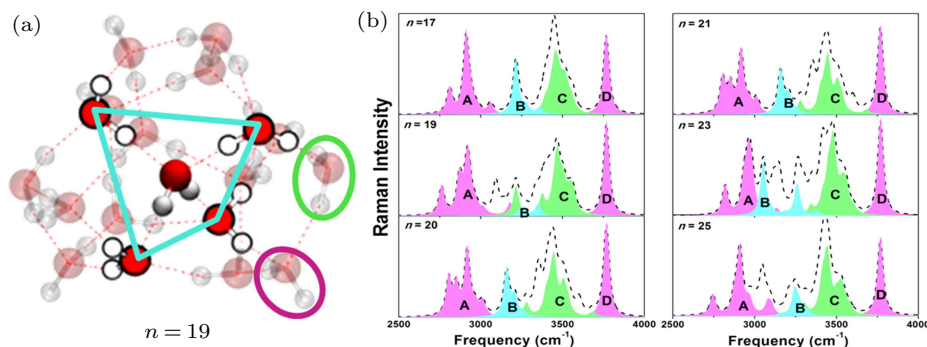 (a)
n = 19
(b)
Raman Intensity
n=17
A
B
C
D
n=19
A
B
C
D
n=20
A
B
C
D
2500 3000 3500 4000
Frequency (cm⁻¹)
n=21
A
B
C
D
n=23
A
B
C
D
n=25
A
B
C
D
2500 3000 3500 4000
Frequency (cm⁻¹)